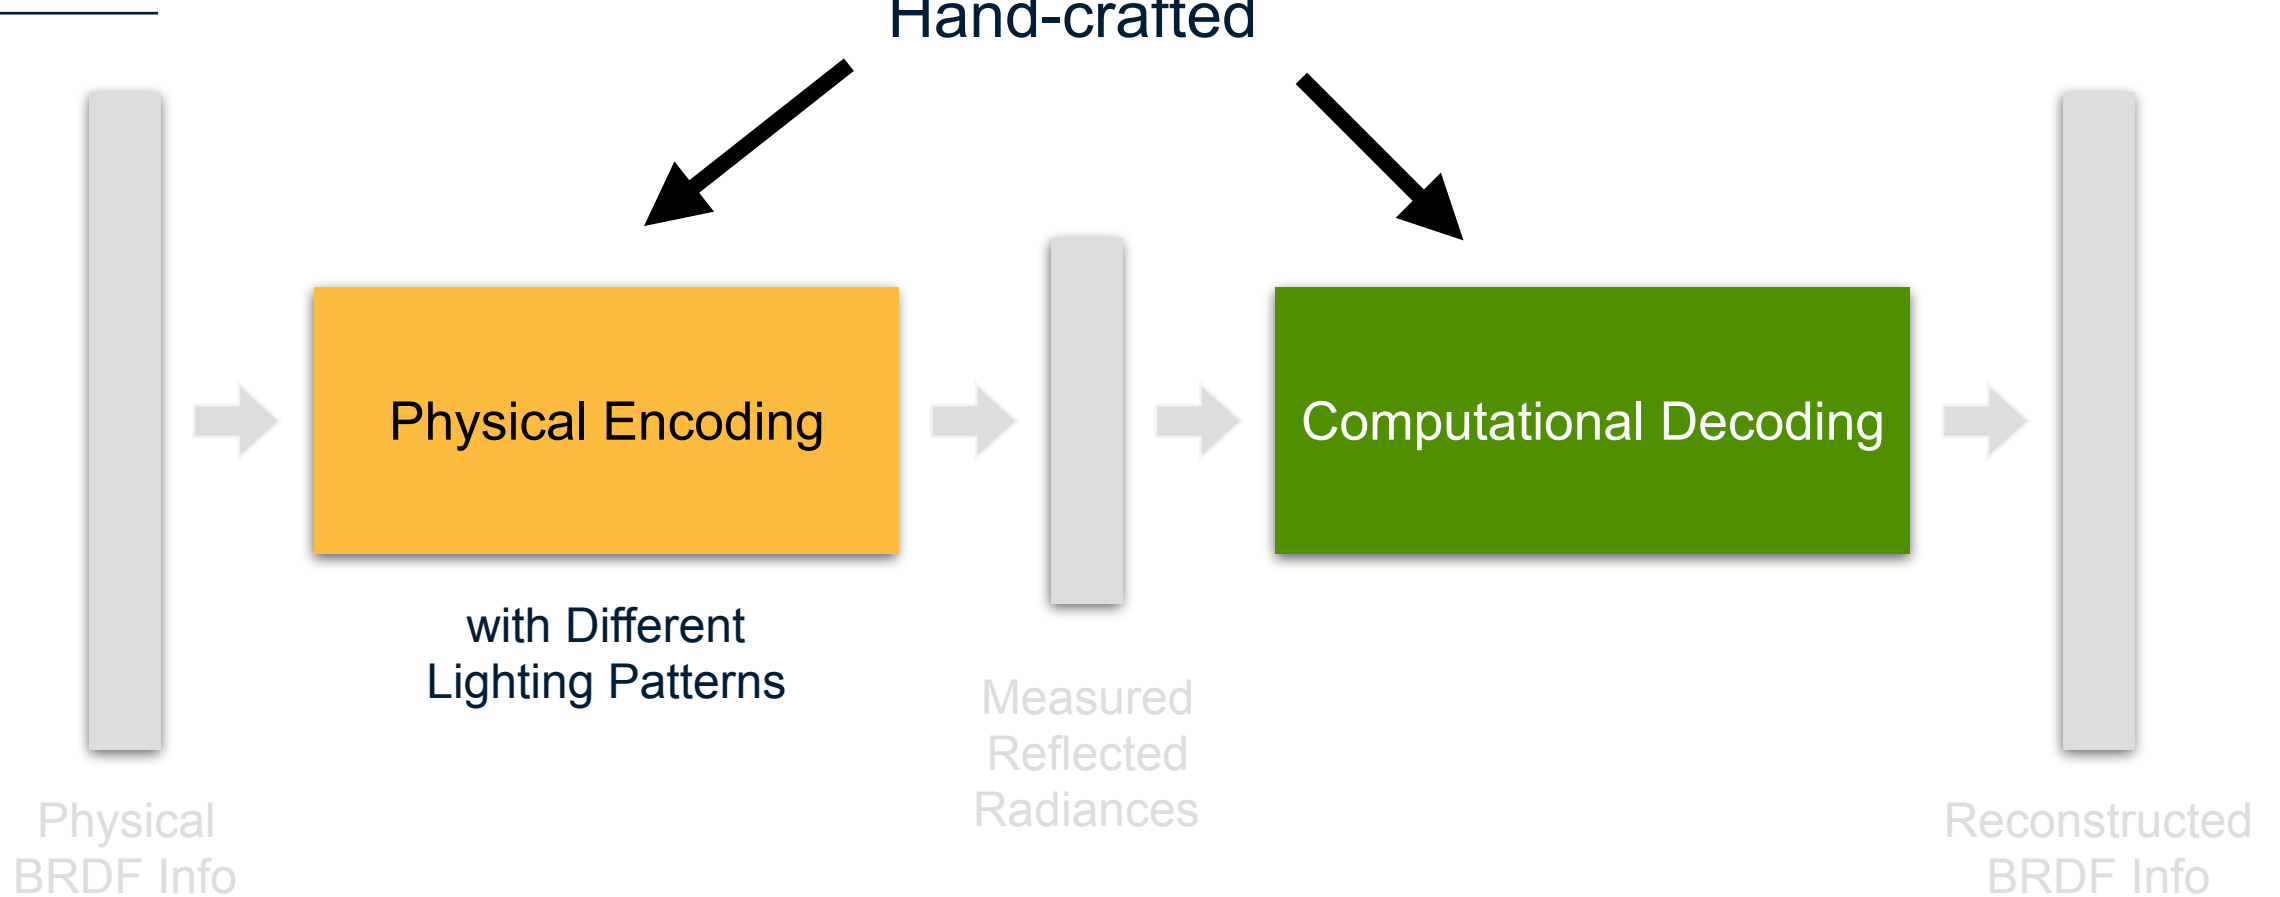 Hand-crafted
Physical Encoding
Computational Decoding
with Different
Lighting Patterns
Measured
Reflected
Radiances
Physical
BRDF Info
Reconstructed
BRDF Info